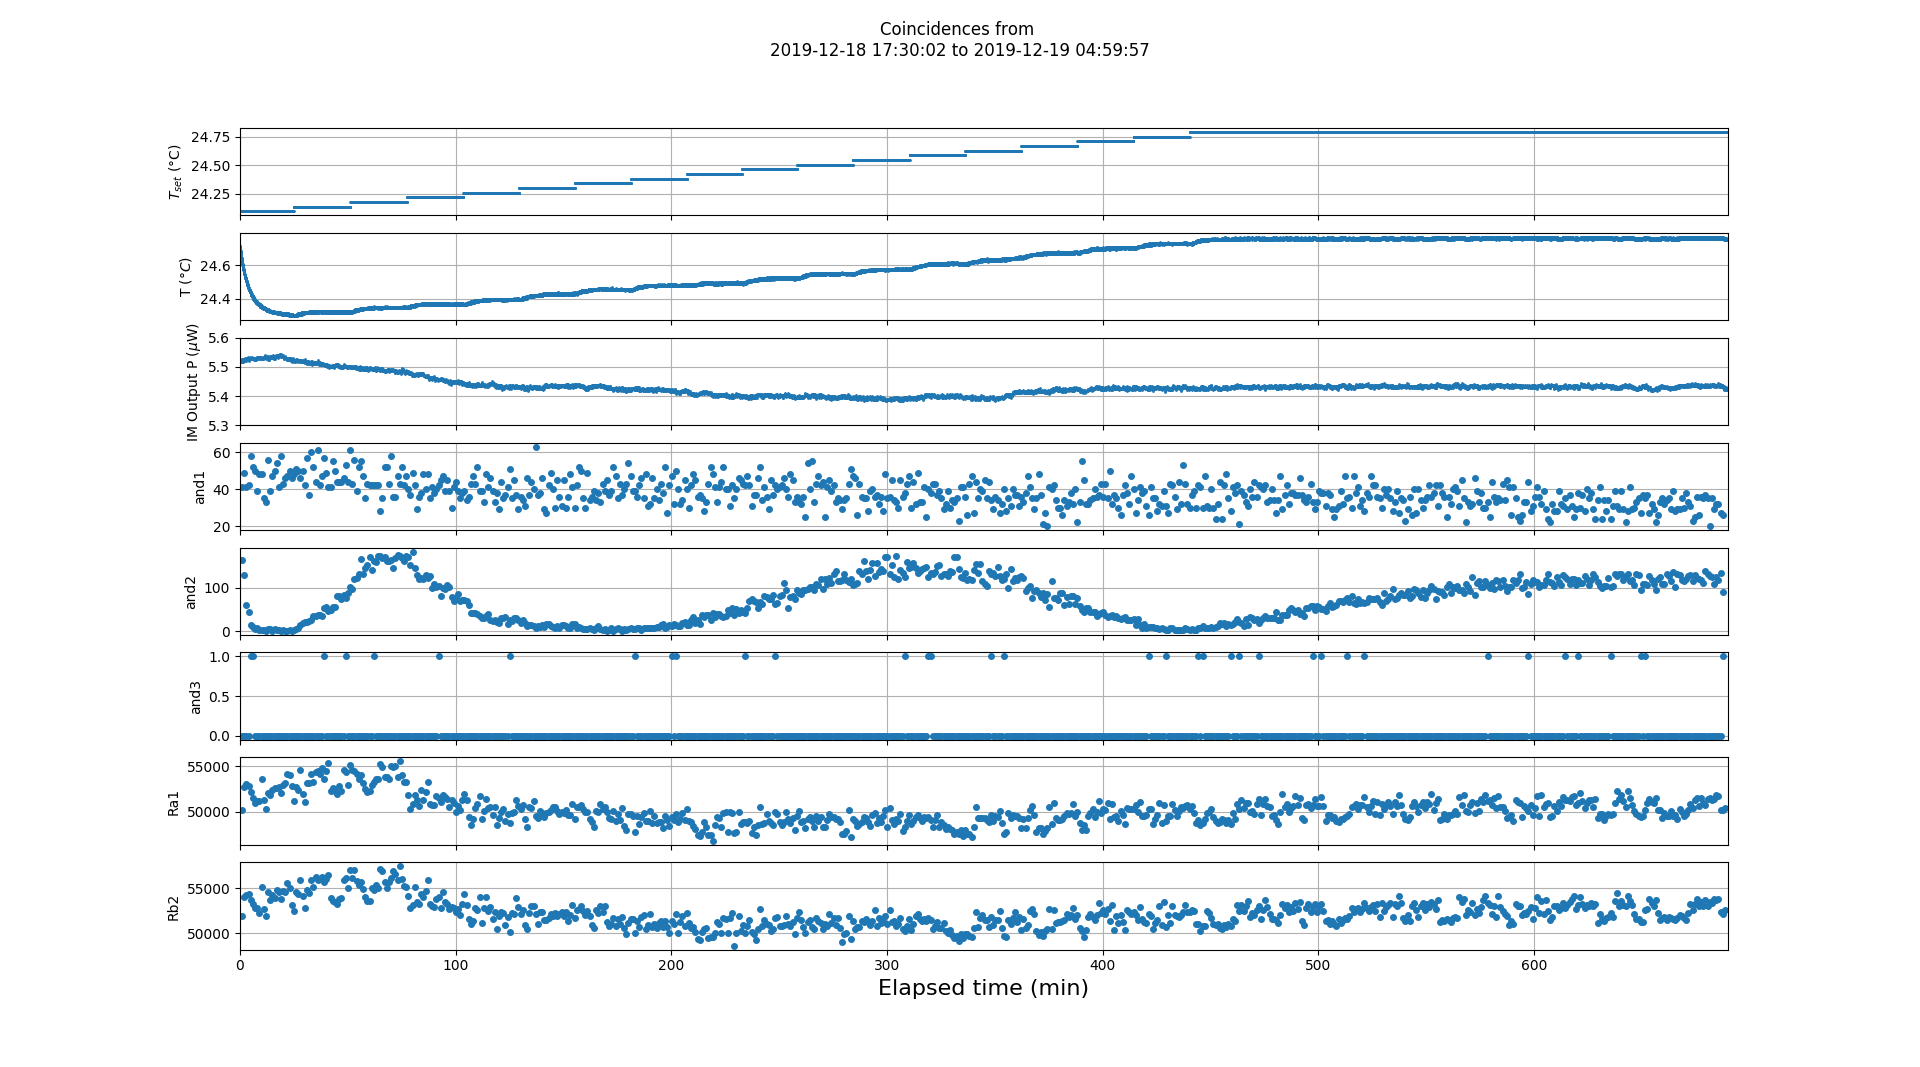 Coincidences from
2019-12-18 17:30:02 to 2019-12-19 04:59:57
T_set (°C)
24.75
24.50
24.25
T (°C)
24.6
24.4
IM Output P (μW)
5.6
5.5
5.4
5.3
and1
60
40
20
and2
100
0
and3
1.0
0.5
0.0
Ra1
55000
50000
Rb2
55000
50000
0 100 200 300 400 500 600
Elapsed time (min)